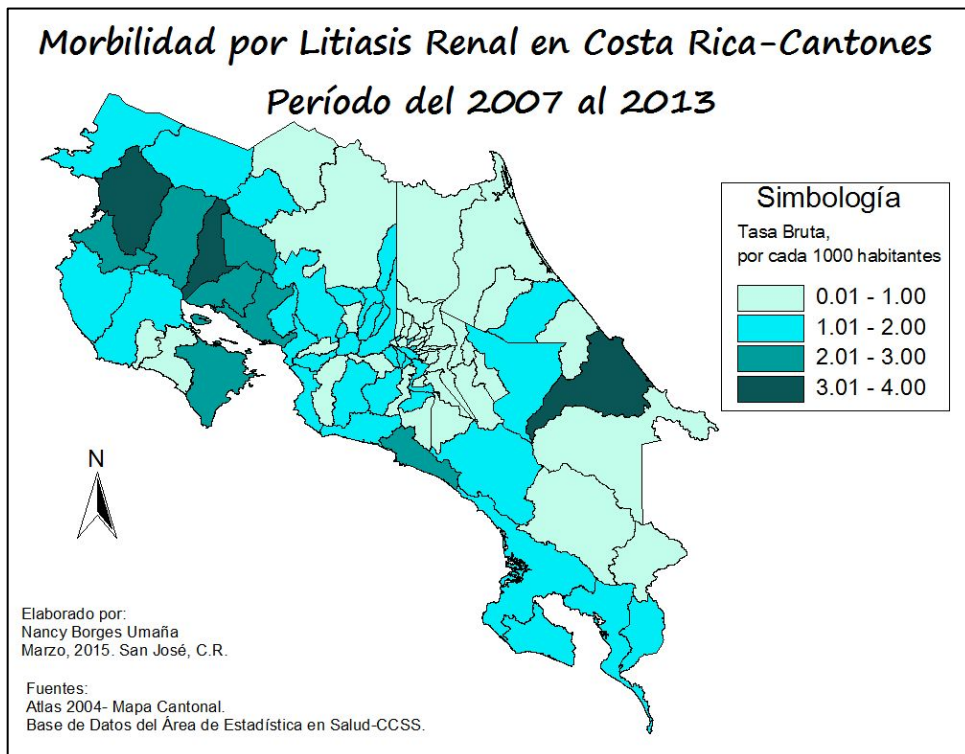 Morbilidad por Litiasis Renal en Costa Rica-Cantones
Período del 2007 al 2013
Simbología
Tasa Bruta,
por cada 1000 habitantes
0.01 - 1.00
1.01 - 2.00
2.01 - 3.00
3.01 - 4.00
N
Elaborado por:
Nancy Borges Umaña
Marzo, 2015. San José, C.R.
Fuentes:
Atlas 2004- Mapa Cantonal.
Base de Datos del Área de Estadística en Salud-CCSS.